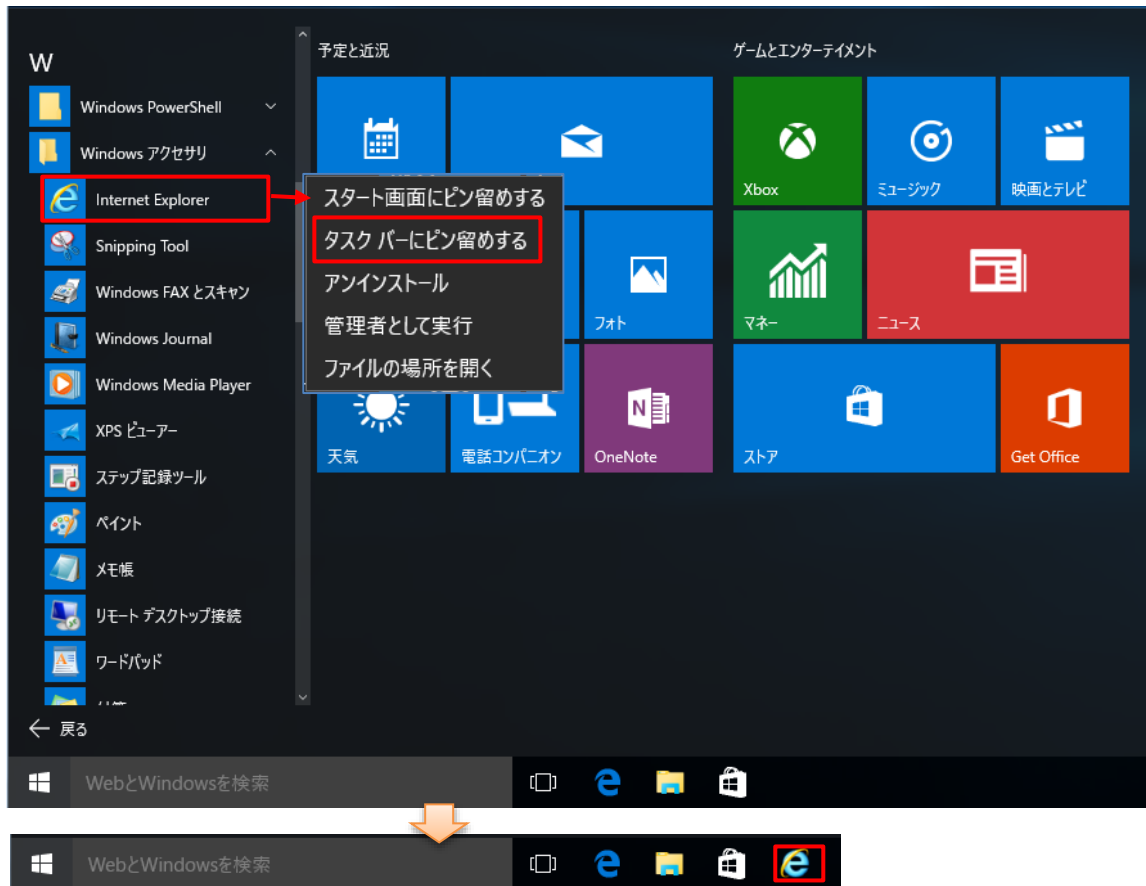 W
Windows PowerShell
Windows アクセサリ
Internet Explorer
Snipping Tool
Windows FAX とスキャン
Windows Journal
Windows Media Player
XPS ビューアー
ステップ記録ツール
ペイント
メモ帳
リモート デスクトップ接続
ワードパッド
戻る
スタート画面にピン留めする
タスク バーにピン留めする
アンインストール
管理者として実行
ファイルの場所を開く
予定と近況
フォト
天気
電話コンパニオン
OneNote
ゲームとエンターテイメント
Xbox
ミュージック
映画とテレビ
マネー
ニュース
ストア
Get Office
WebとWindowsを検索
WebとWindowsを検索